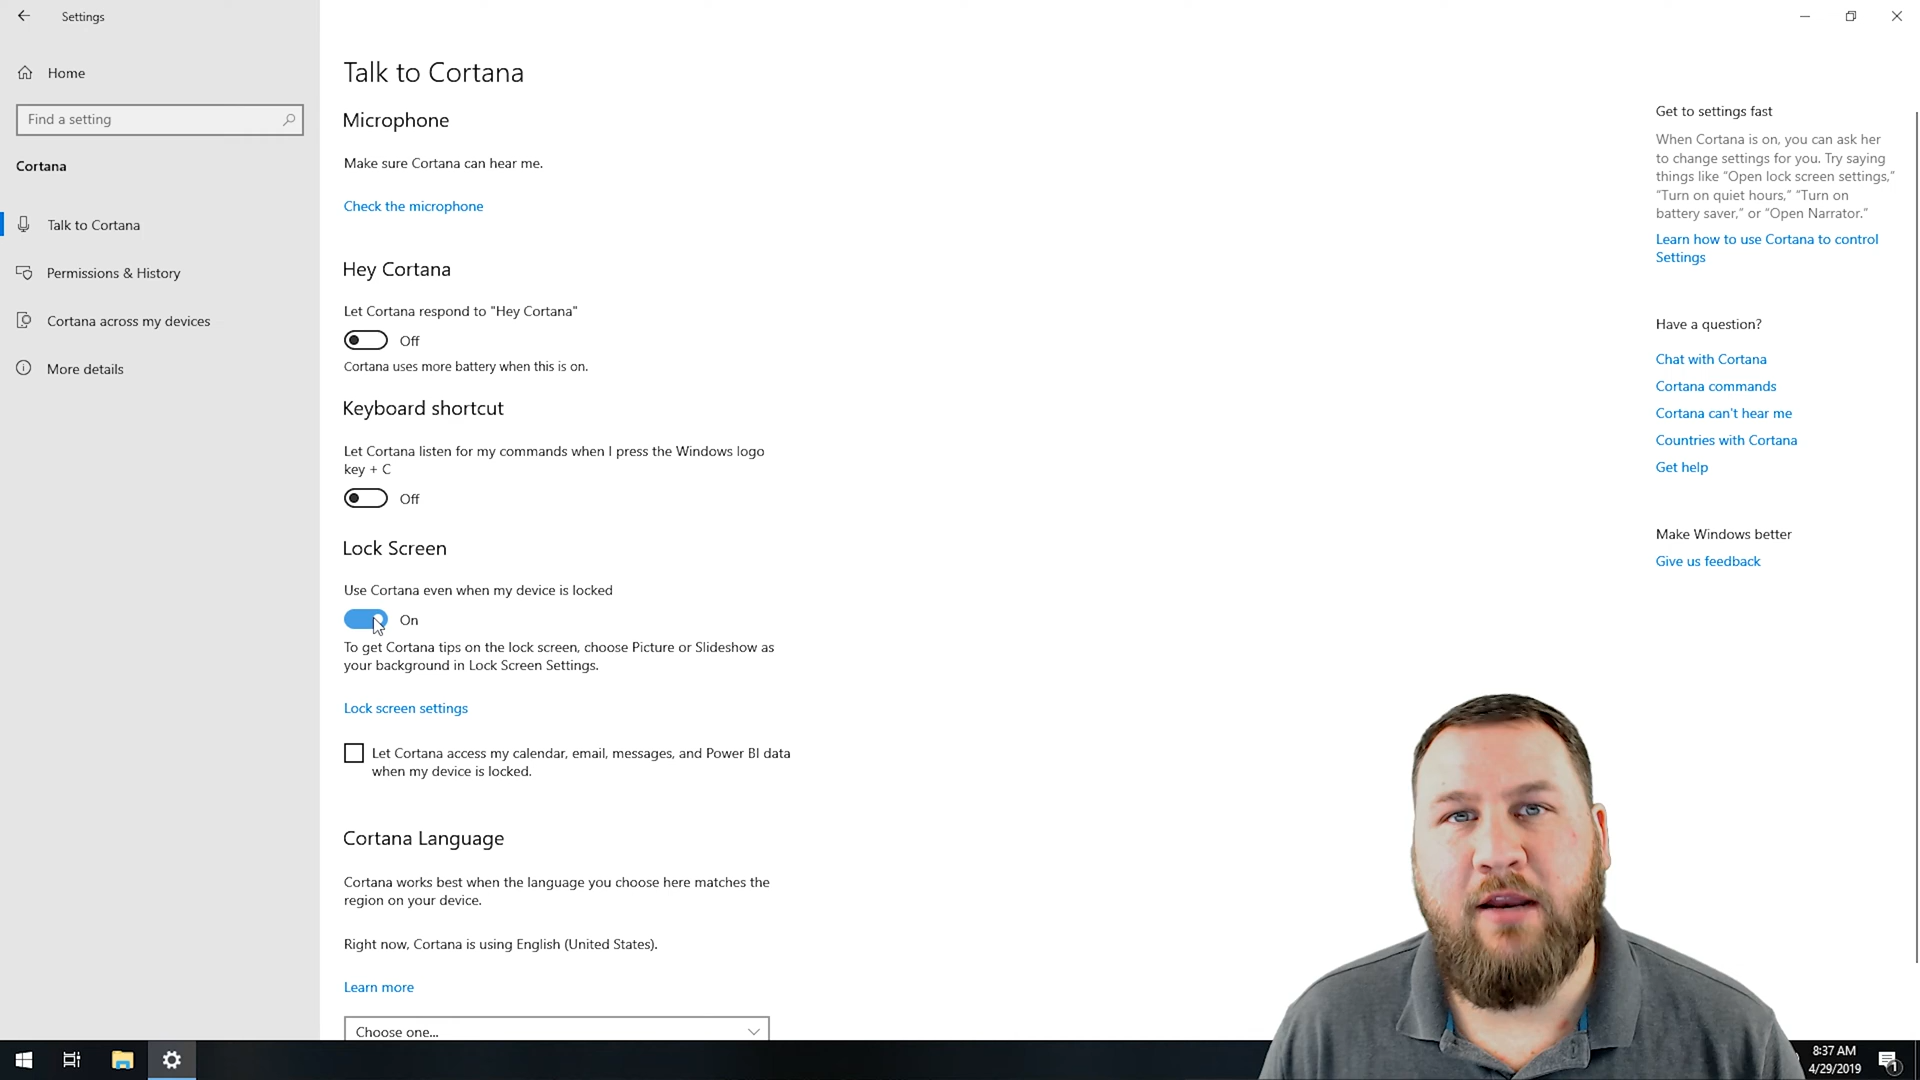 Settings
Home
Find a setting
Cortana
Talk to Cortana
Permissions & History
Cortana across my devices
More details
Talk to Cortana
Microphone
Make sure Cortana can hear me.
Check the microphone
Hey Cortana
Let Cortana respond to "Hey Cortana"
Off
Cortana uses more battery when this is on.
Keyboard shortcut
Let Cortana listen for my commands when I press the Windows logo
key + C
Off
Lock Screen
Use Cortana even when my device is locked
On
To get Cortana tips on the lock screen, choose Picture or Slideshow as
your background in Lock Screen Settings.
Lock screen settings
Let Cortana access my calendar, email, messages, and Power BI data
when my device is locked.
Cortana Language
Cortana works best when the language you choose here matches the
region on your device.
Right now, Cortana is using English (United States).
Learn more
Choose one...
Get to settings fast
When Cortana is on, you can ask her
to change settings for you. Try saying
things like “Open lock screen settings,”
“Turn on quiet hours,” “Turn on
battery saver,” or “Open Narrator.”
Learn how to use Cortana to control
Settings
Have a question?
Chat with Cortana
Cortana commands
Cortana can't hear me
Countries with Cortana
Get help
Make Windows better
Give us feedback
8:37 AM
4/29/2019
1